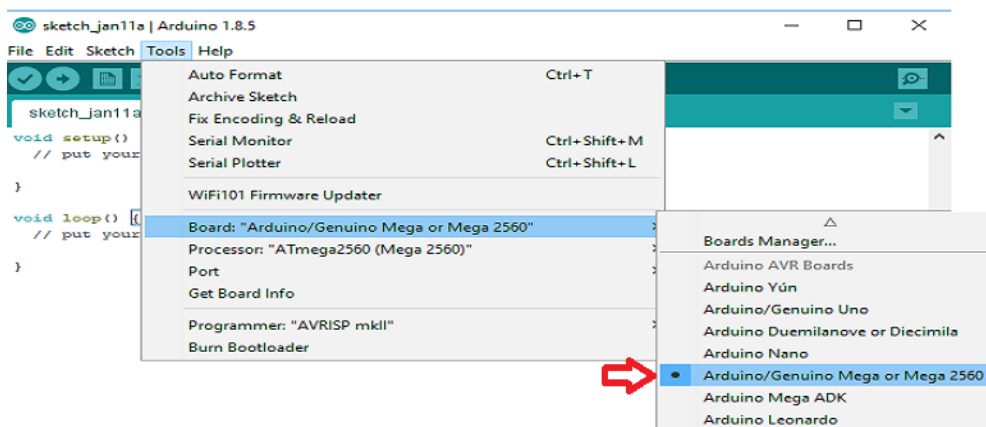 sketch_jan11a | Arduino 1.8.5
File Edit Sketch Tools Help
sketch_jan11a
void setup()
// put your
}
void loop() {
// put your
}
Auto Format Ctrl+T
Archive Sketch
Fix Encoding & Reload
Serial Monitor Ctrl+Shift+M
Serial Plotter Ctrl+Shift+L
WiFi101 Firmware Updater
Board: "Arduino/Genuino Mega or Mega 2560"
Processor: "ATmega2560 (Mega 2560)"
Port
Get Board Info
Programmer: "AVRISP mkII"
Burn Bootloader
Boards Manager...
Arduino AVR Boards
Arduino Yún
Arduino/Genuino Uno
Arduino Duemilanove or Diecimila
Arduino Nano
Arduino/Genuino Mega or Mega 2560
Arduino Mega ADK
Arduino Leonardo